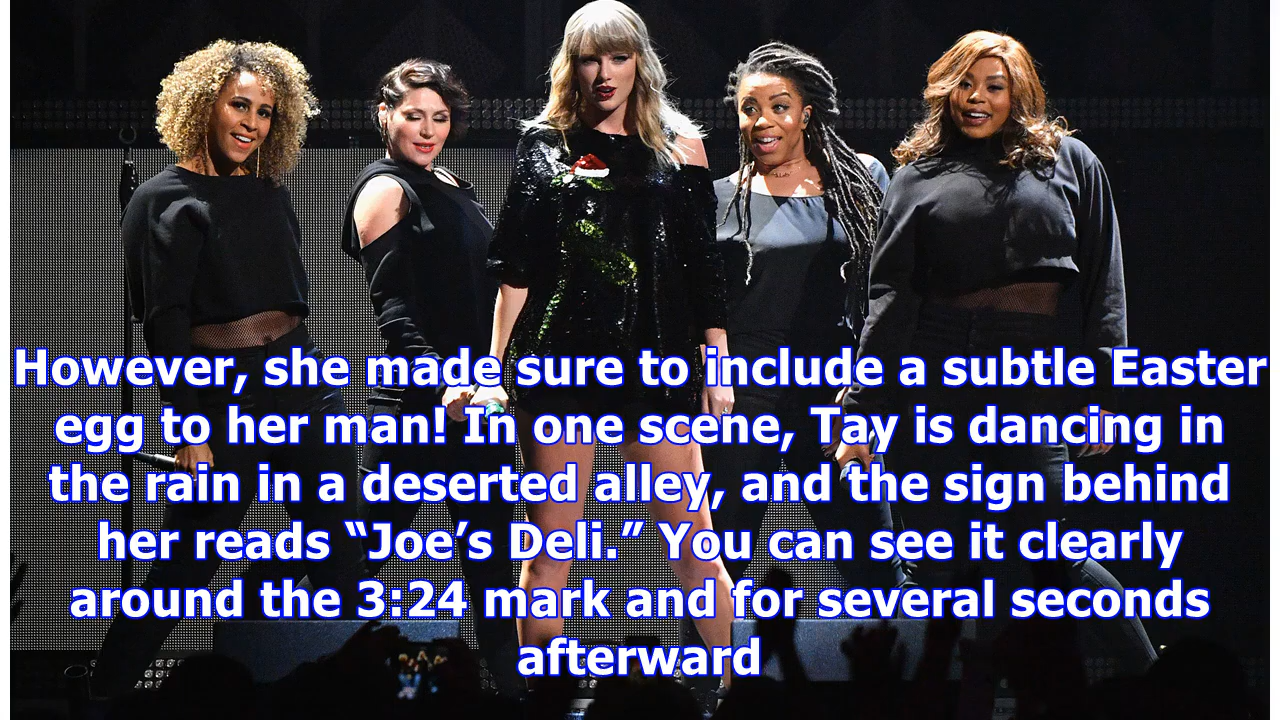 However, she made sure to include a subtle Easter
egg to her man! In one scene, Tay is dancing in
the rain in a deserted alley, and the sign behind
her reads “Joe’s Deli.” You can see it clearly
around the 3:24 mark and for several seconds
afterward